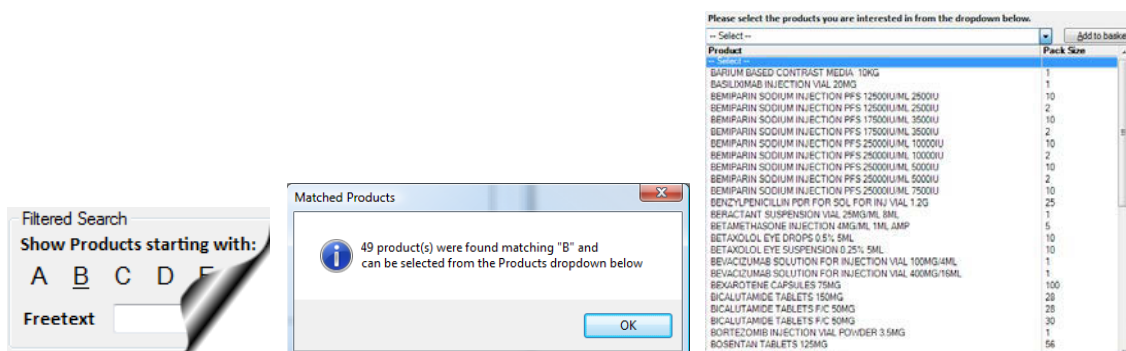 Filtered Search
Show Products starting with:
A B C D E
Freetext
Matched Products
49 product(s) were found matching "B" and
can be selected from the Products dropdown below
OK
Please select the products you are interested in from the dropdown below.
-- Select --
Add to baske
Product Pack Size
-- Select --
BARIUM BASED CONTRAST MEDIA 10KG 1
BASILIXIMAB INJECTION VIAL 20MG 1
BEMIPARIN SODIUM INJECTION PFS 12500IU/ML 2500IU 10
BEMIPARIN SODIUM INJECTION PFS 12500IU/ML 2500IU 2
BEMIPARIN SODIUM INJECTION PFS 17500IU/ML 3500IU 10
BEMIPARIN SODIUM INJECTION PFS 17500IU/ML 3500IU 2
BEMIPARIN SODIUM INJECTION PFS 25000IU/ML 10000IU 10
BEMIPARIN SODIUM INJECTION PFS 25000IU/ML 10000IU 2
BEMIPARIN SODIUM INJECTION PFS 25000IU/ML 5000IU 10
BEMIPARIN SODIUM INJECTION PFS 25000IU/ML 5000IU 2
BEMIPARIN SODIUM INJECTION PFS 25000IU/ML 7500IU 10
BENZYLPENICILLIN PDR FOR SOL FOR INJ VIAL 1.2G 25
BERACTANT SUSPENSION VIAL 25MG/ML 8ML 1
BETAMETHASONE INJECTION 4MG/ML 1ML AMP 5
BETAXOLOL EYE DROPS 0.5% 5ML 10
BETAXOLOL EYE SUSPENSION 0.25% 5ML 10
BEVACIZUMAB SOLUTION FOR INJECTION VIAL 100MG/4ML 1
BEVACIZUMAB SOLUTION FOR INJECTION VIAL 400MG/16ML 1
BEXAROTENE CAPSULES 75MG 100
BICALUTAMIDE TABLETS 150MG 28
BICALUTAMIDE TABLETS F/C 50MG 28
BICALUTAMIDE TABLETS F/C 50MG 30
BORTEZOMIB INJECTION VIAL POWDER 3.5MG 1
BOSENTAN TABLETS 125MG 56